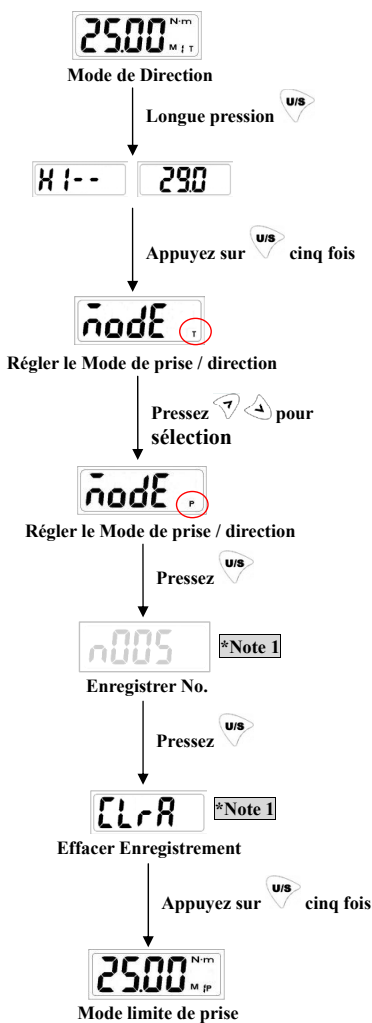 25.00 N·m
M f T
Mode de Direction
Longue pression U/S
HI-- 29.0
Appuyez sur U/S cinq fois
modE T
Régler le Mode de prise / direction
Pressez pour
sélection
modE P
Régler le Mode de prise / direction
Pressez U/S
n005 *Note 1
Enregistrer No.
Pressez U/S
CLrA *Note 1
Effacer Enregistrement
Appuyez sur U/S cinq fois
25.00 N·m
M f P
Mode limite de prise